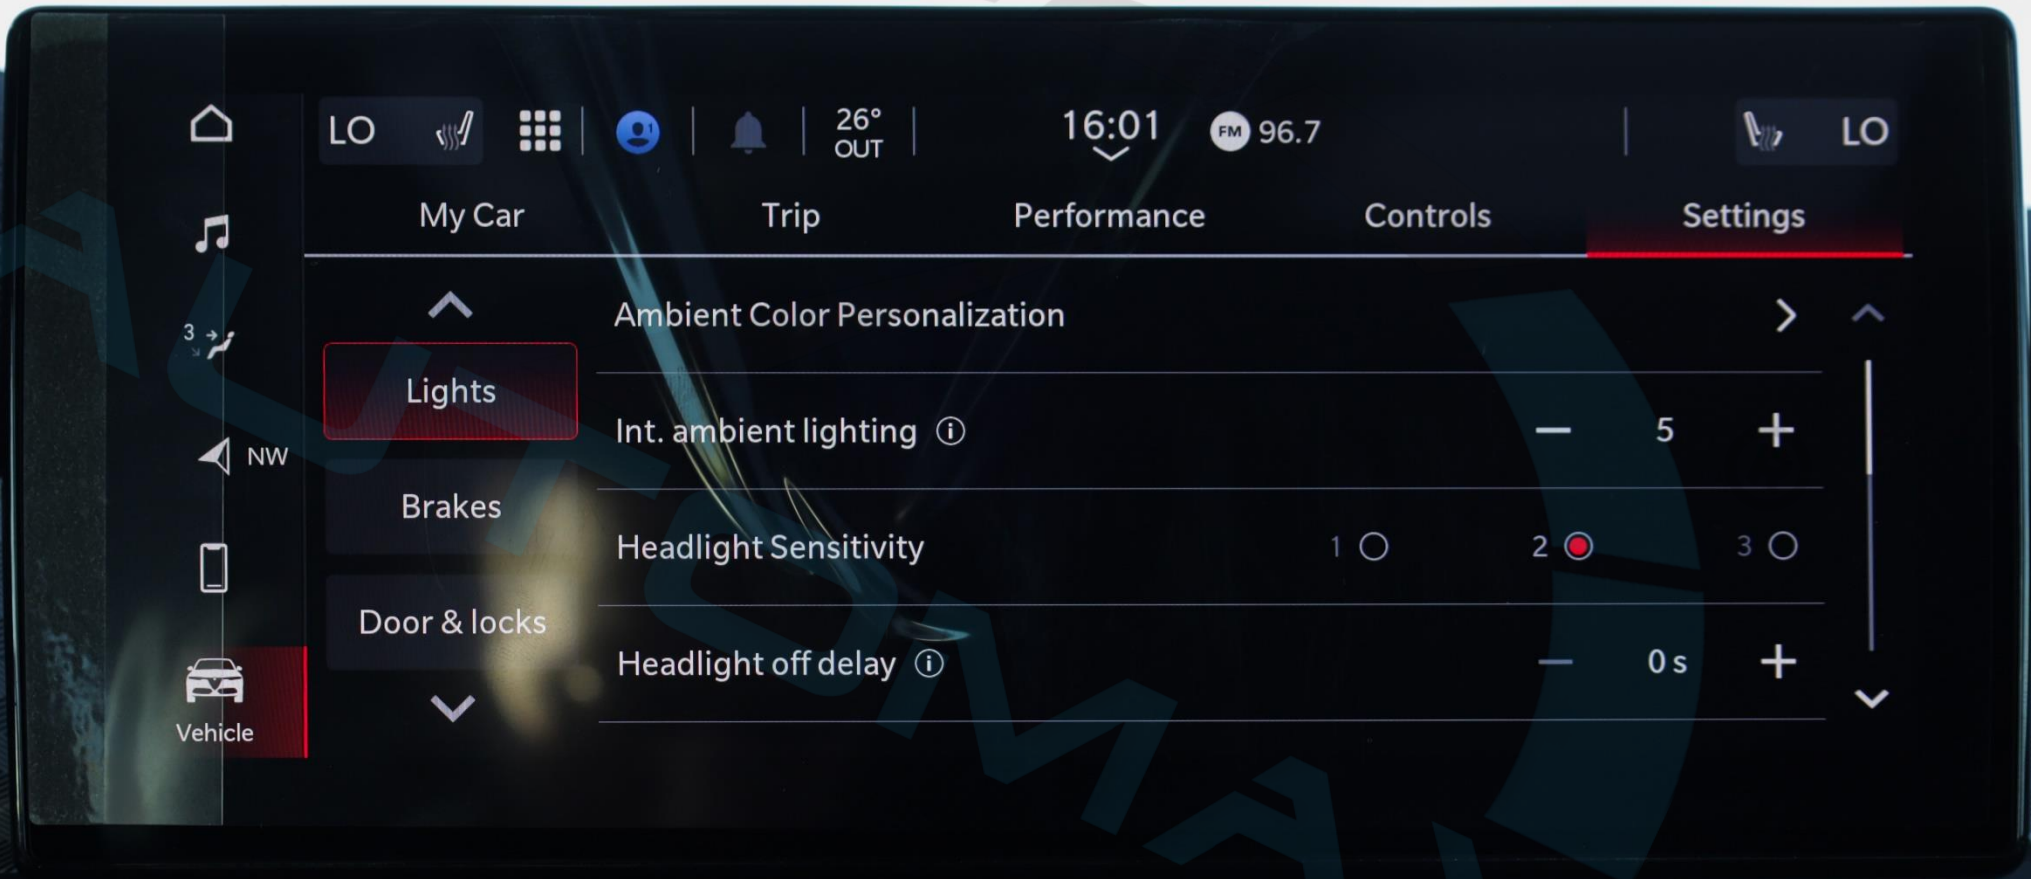 LO
1
26°
OUT
16:01
FM 96.7
LO
My Car
Trip
Performance
Controls
Settings
3
NW
Vehicle
Lights
Brakes
Door & locks
Ambient Color Personalization
Int. ambient lighting i
— 5 +
Headlight Sensitivity
1
2
3
Headlight off delay i
— 0 s +
AUTOMA